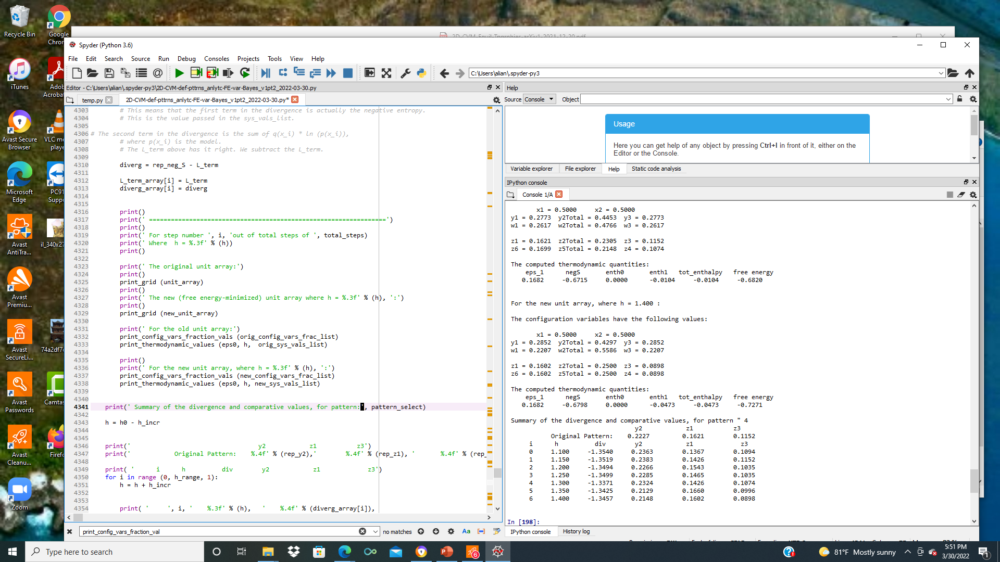 Recycle Bin
Google
Chrom
iTunes
Adob
Acroba
Avast Secure
Browser
VLC me
playe
Microsoft
Edge
PC91
Suppo
Avast
AntiTra...
il_340x27
Avast
Premiu...
Avast
SecureLi...
74a2df7
Avast
Passwords
Camtas
Avast
Cleanu...
Firefo
Zoom
2D-CVM-Equil-Tpgrphies-arXiv1-2021-12-20.pdf
Spyder (Python 3.6)
File Edit Search Source Run Debug Consoles Projects Tools View Help
C:\Users\alian\.spyder-py3
Editor - C:\Users\alian\.spyder-py3\2D-CVM-def-pttrns_anlytc-FE-var-Bayes_v1pt2_2022-03-30.py
temp.py
2D-CVM-def-pttrns_anlytc-FE-var-Bayes_v1pt2_2022-03-30.py*
4303 # This means that the first term in the divergence is actually the negative entropy.
4304 # This is the value passed in the sys_vals_list.
4305
4306 # The second term in the divergence is the sum of q(x_i) * ln (p(x_i)),
4307 # where p(x_i) is the model.
4308 # The L_term above has it right. We subtract the L_term.
4309
4310 diverg = rep_neg_S - L_term
4311
4312 L_term_array[i] = L_term
4313 diverg_array[i] = diverg
4314
4315
4316 print()
4317 print(' =================================================================')
4318 print()
4319 print(' For step number ', i, 'out of total steps of ', total_steps)
4320 print(' Where  h = %.3f' % (h))
4321 print()
4322
4323 print(' The original unit array:')
4324 print()
4325 print_grid (unit_array)
4326 print()
4327 print(' The new (free energy-minimized) unit array where h = %.3f' % (h), ':')
4328 print()
4329 print_grid (new_unit_array)
4330
4331 print(' For the old unit array:')
4332 print_config_vars_fraction_vals (orig_config_vars_frac_list)
4333 print_thermodynamic_values (eps0, h,  orig_sys_vals_list)
4334
4335 print()
4336 print(' For the new unit array, where h = %.3f' % (h), ':')
4337 print_config_vars_fraction_vals (new_config_vars_frac_list)
4338 print_thermodynamic_values (eps0, h, new_sys_vals_list)
4339
4340
4341 print(' Summary of the divergence and comparative values, for pattern:', pattern_select)
4342
4343 h = h0 - h_incr
4344
4345
4346 print(' y2 z1 z3')
4347 print(' Original Pattern: %.4f' % (rep_y2),' %.4f' % (rep_z1), ' %.4f' % (rep_
4348
4349 print( ' i h div y2 z1 z3')
4350 for i in range (0, h_range, 1):
4351 h = h + h_incr
4352
4353
4354 print( ' ', i, ' %.3f' % (h), ' %.4f' % (diverg_array[i]),
print_config_vars_fraction_val
no matches
Aa
Help
Source Console Object
Usage
Here you can get help of any object by pressing Ctrl+I in front of it, either on the
Editor or the Console.
Variable explorer File explorer Help Static code analysis
IPython console
Console 1/A
x1 = 0.5000 x2 = 0.5000
y1 = 0.2773 y2Total = 0.4453 y3 = 0.2773
w1 = 0.2617 w2Total = 0.4766 w3 = 0.2617
z1 = 0.1621 z2Total = 0.2305 z3 = 0.1152
z6 = 0.1699 z5Total = 0.2148 z4 = 0.1074
The computed thermodynamic quantities:
eps_1 negS enth0 enth1 tot_enthalpy free energy
0.1682 -0.6715 0.0000 -0.0104 -0.0104 -0.6820
For the new unit array, where h = 1.400 :
The configuration variables have the following values:
x1 = 0.5000 x2 = 0.5000
y1 = 0.2852 y2Total = 0.4297 y3 = 0.2852
w1 = 0.2207 w2Total = 0.5586 w3 = 0.2207
z1 = 0.1602 z2Total = 0.2500 z3 = 0.0898
z6 = 0.1602 z5Total = 0.2500 z4 = 0.0898
The computed thermodynamic quantities:
eps_1 negS enth0 enth1 tot_enthalpy free energy
0.1682 -0.6798 0.0000 -0.0473 -0.0473 -0.7271
Summary of the divergence and comparative values, for pattern " 4
y2 z1 z3
Original Pattern: 0.2227 0.1621 0.1152
i h div y2 z1 z3
0 1.100 -1.3540 0.2363 0.1367 0.1094
1 1.150 -1.3519 0.2383 0.1426 0.1152
2 1.200 -1.3494 0.2266 0.1543 0.1035
3 1.250 -1.3499 0.2285 0.1465 0.1035
4 1.300 -1.3371 0.2324 0.1426 0.1074
5 1.350 -1.3425 0.2129 0.1660 0.0996
6 1.400 -1.3457 0.2148 0.1602 0.0898
In [198]:
IPython console History log
Type here to search
6
81°F Mostly sunny
5:51 PM
3/30/2022
1